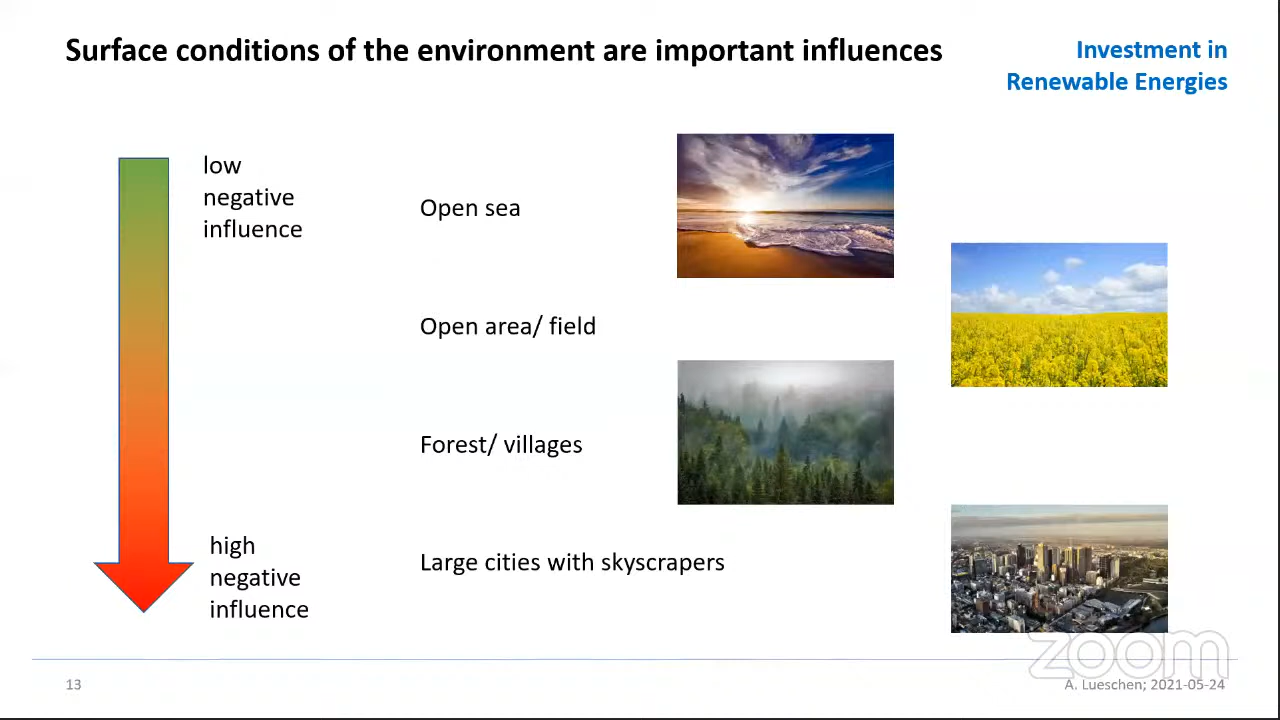 Surface conditions of the environment are important influences
Investment in
Renewable Energies
low
negative
influence
Open sea
Open area/ field
Forest/ villages
high
negative
influence
Large cities with skyscrapers
zoom
13
A. Lueschen; 2021-05-24